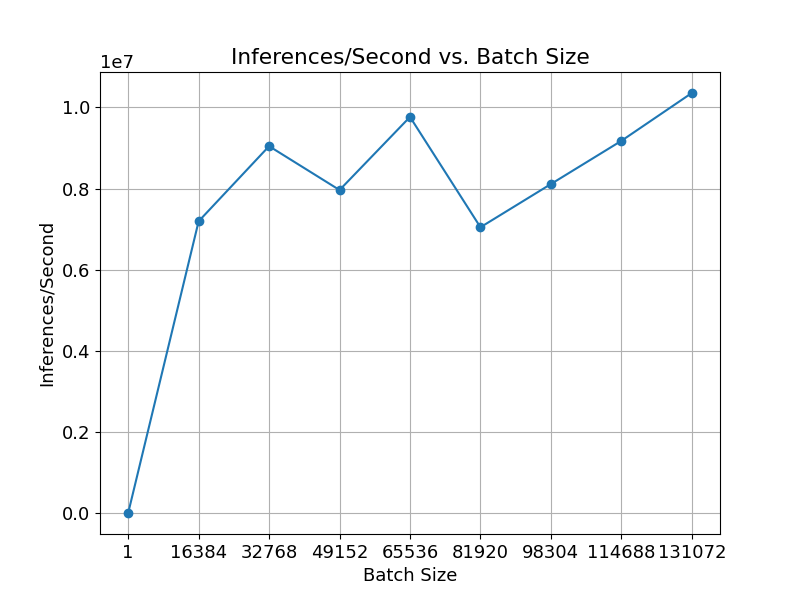 Inferences/Second vs. Batch Size
1e7
1.0
0.8
0.6
0.4
0.2
0.0
Inferences/Second
1 16384 32768 49152 65536 81920 98304 114688 131072
Batch Size